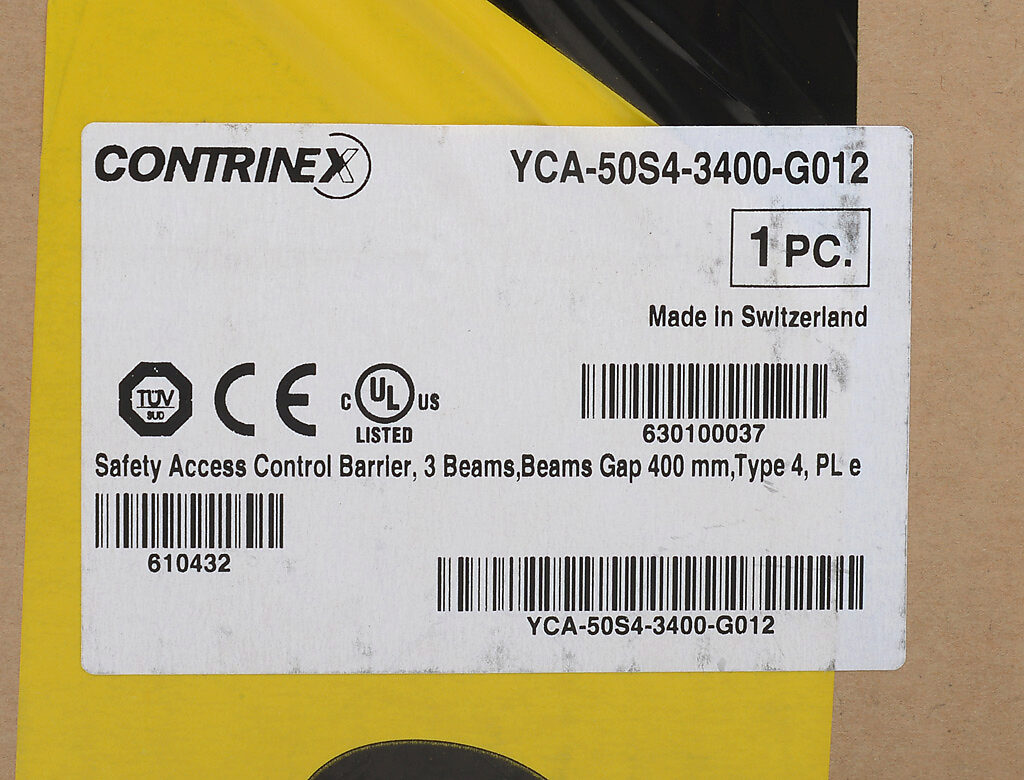 CONTRINEX
YCA-50S4-3400-G012
1 PC.
Made in Switzerland
TÜV
SÜD
CE
C UL US
LISTED
630100037
Safety Access Control Barrier, 3 Beams,Beams Gap 400 mm,Type 4, PL e
610432
YCA-50S4-3400-G012